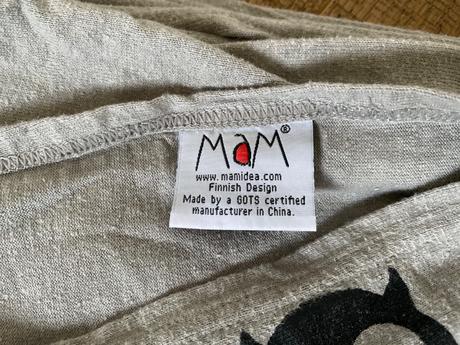 MaM®
www.mamidea.com
Finnish Design
Made by a GOTS certified
manufacturer in China.